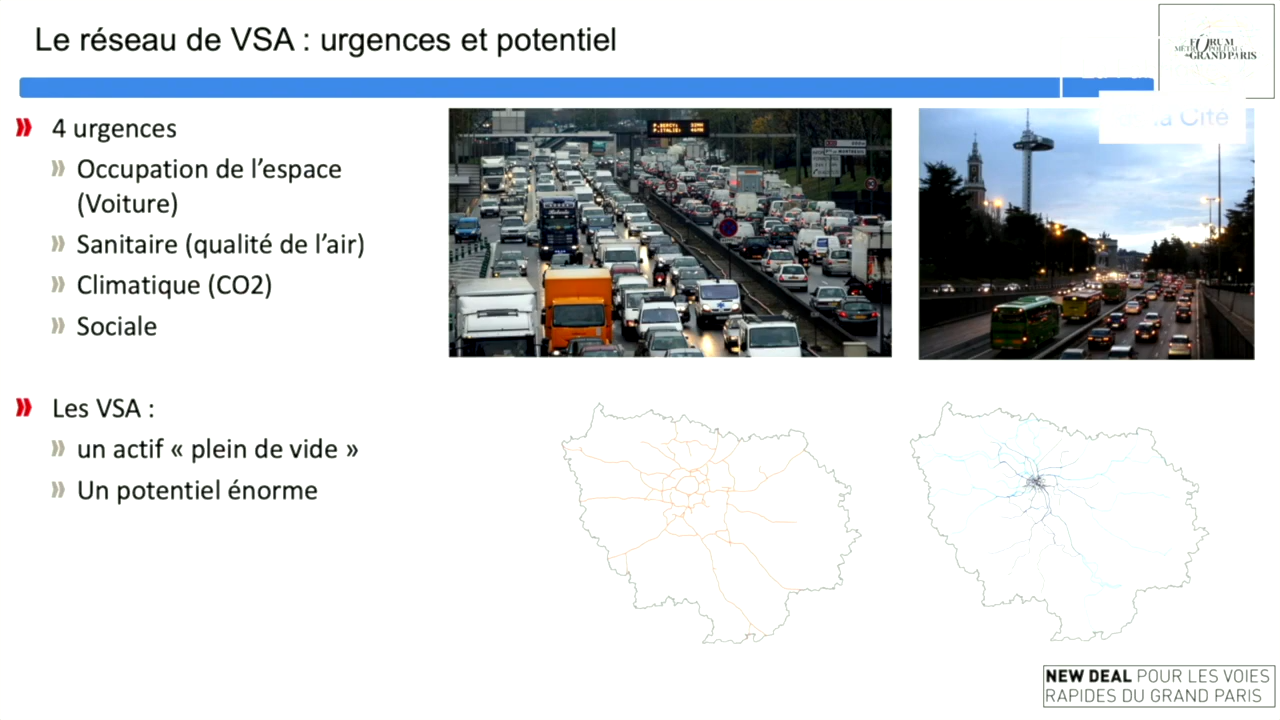 Le réseau de VSA : urgences et potentiel
FORUM
MÉTROPOLITAIN
du GRAND PARIS
la Cité
4 urgences
Occupation de l’espace
(Voiture)
Sanitaire (qualité de l’air)
Climatique (CO2)
Sociale
Les VSA :
un actif « plein de vide »
Un potentiel énorme
NEW DEAL POUR LES VOIES
RAPIDES DU GRAND PARIS